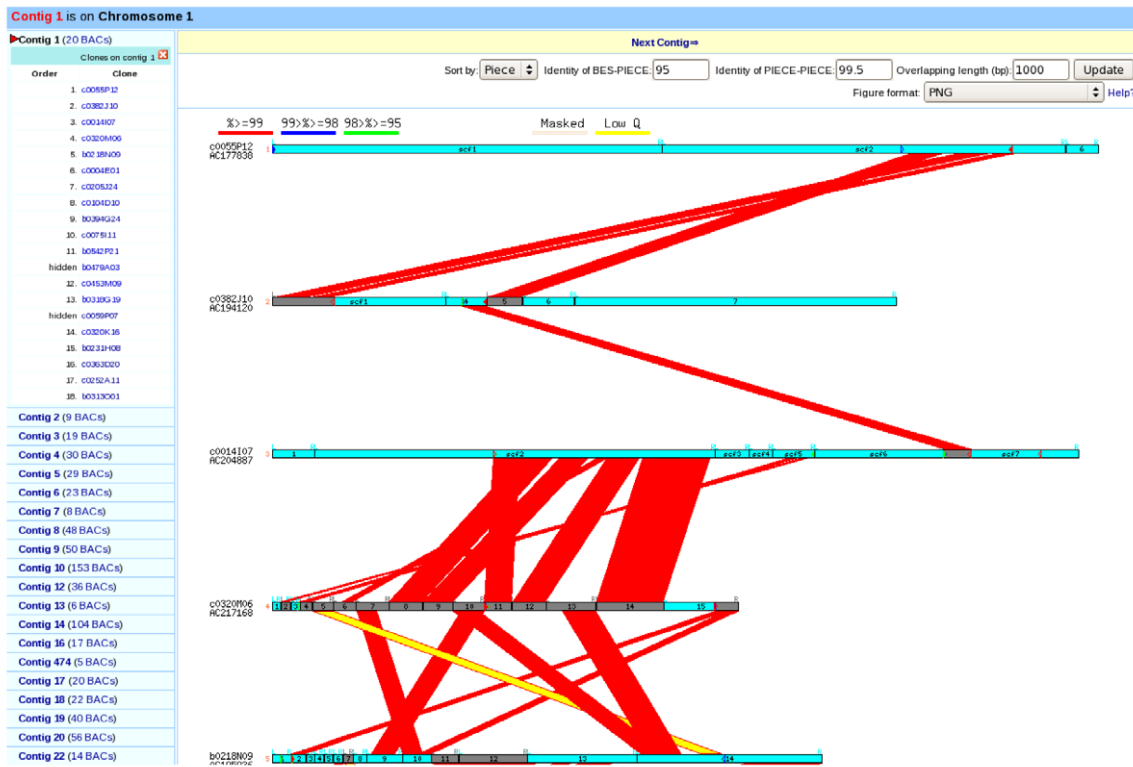 Contig 1 is on Chromosome 1
Contig 1 (20 BACs)
Clones on contig 1
Order Clone
1. c0055P12
2. c0382J10
3. c0014I07
4. c0320M06
5. b0218N09
6. c0004E01
7. c0205J24
8. c0104D10
9. b0394G24
10. c0075I11
11. b0542P21
hidden b0479A03
12. c0453M09
13. b0318G19
hidden c0059P07
14. c0320K16
15. b0231H08
16. c0363D20
17. c0252A11
18. b0313O01
Contig 2 (9 BACs)
Contig 3 (19 BACs)
Contig 4 (30 BACs)
Contig 5 (29 BACs)
Contig 6 (23 BACs)
Contig 7 (8 BACs)
Contig 8 (48 BACs)
Contig 9 (50 BACs)
Contig 10 (153 BACs)
Contig 12 (36 BACs)
Contig 13 (6 BACs)
Contig 14 (104 BACs)
Contig 16 (17 BACs)
Contig 474 (5 BACs)
Contig 17 (20 BACs)
Contig 18 (22 BACs)
Contig 19 (40 BACs)
Contig 20 (56 BACs)
Contig 22 (14 BACs)
Next Contig⇒
Sort by: Piece Identity of BES-PIECE: 95 Identity of PIECE-PIECE: 99.5 Overlapping length (bp): 1000 Update
Figure format: PNG Help?
%>=99 99>%>=98 98>%>=95 Masked Low Q
c0055P12 1 scf1 scf2 6
AC177838
c0382J10 2 scf1 4 5 6 7
AC194120
c0014I07 3 1 scf2 scf3 scf4 scf5 scf6 scf7
AC204887
c0320M06 4 1 2 3 4 5 6 7 8 9 10 11 12 13 14 15
AC217168
b0218N09 5 1 2 3 4 5 6 7 8 9 10 11 12 13 14